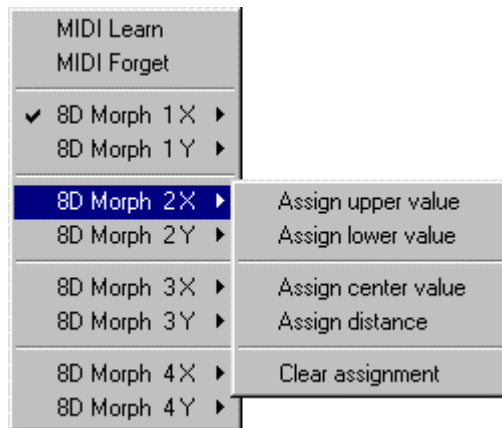 MIDI Learn
MIDI Forget
8D Morph 1X
8D Morph 1Y
8D Morph 2X
8D Morph 2Y
8D Morph 3X
8D Morph 3Y
8D Morph 4X
8D Morph 4Y
Assign upper value
Assign lower value
Assign center value
Assign distance
Clear assignment